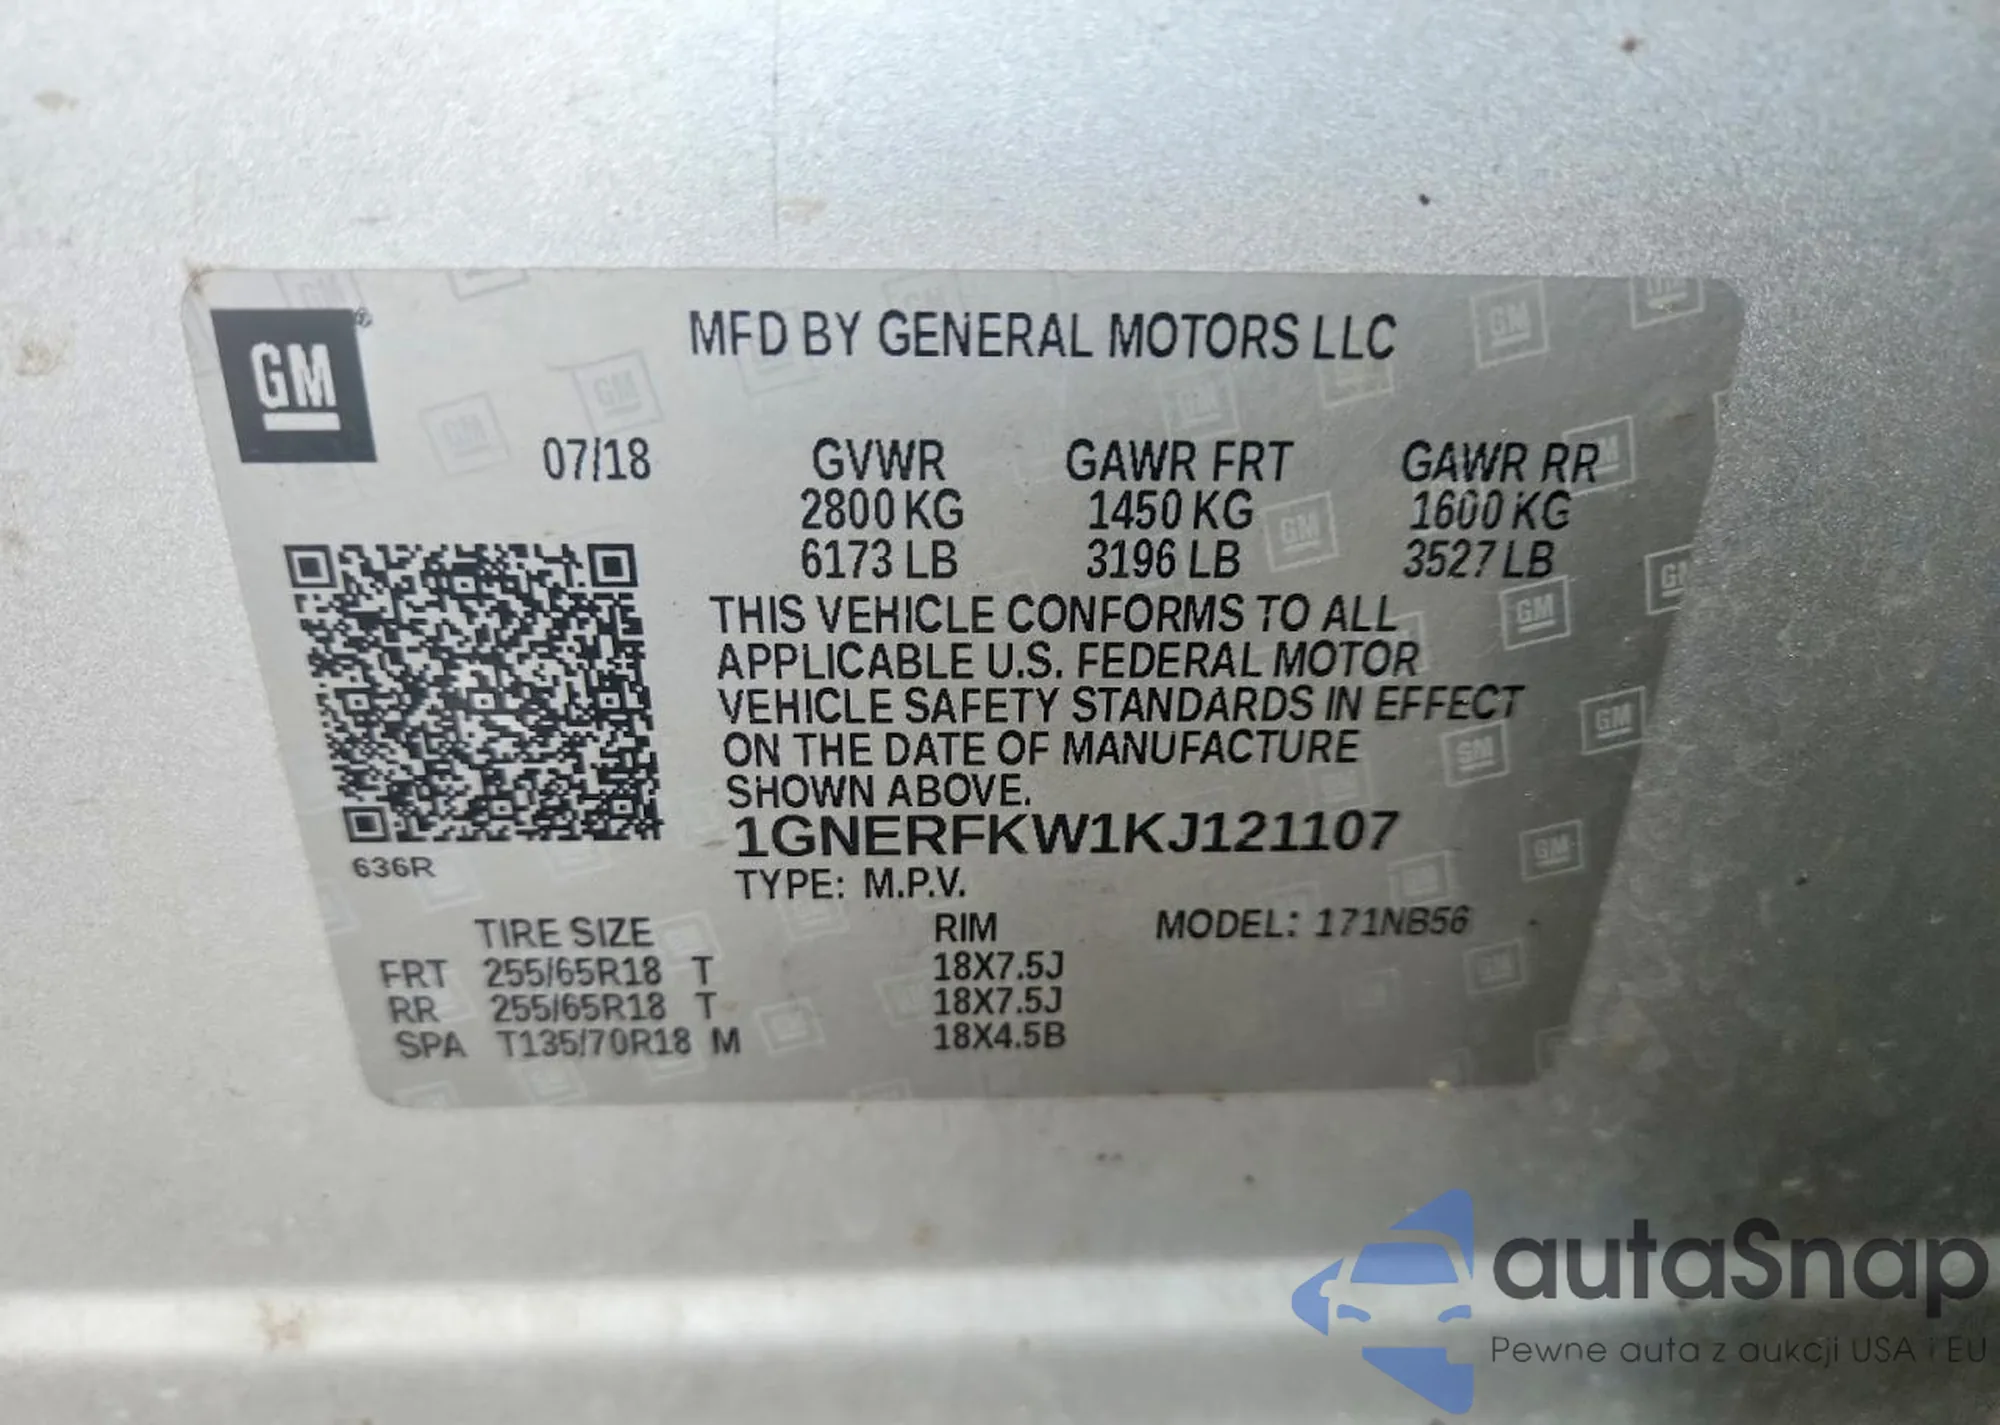 GM
MFD BY GENERAL MOTORS LLC
07/18 GVWR GAWR FRT GAWR RR
2800 KG 1450 KG 1600 KG
6173 LB 3196 LB 3527 LB
THIS VEHICLE CONFORMS TO ALL
APPLICABLE U.S. FEDERAL MOTOR
VEHICLE SAFETY STANDARDS IN EFFECT
ON THE DATE OF MANUFACTURE
SHOWN ABOVE.
1GNERFKW1KJ121107
636R
TYPE: M.P.V.
TIRE SIZE RIM MODEL: 171NB56
FRT 255/65R18 T 18X7.5J
RR 255/65R18 T 18X7.5J
SPA T135/70R18 M 18X4.5B
autaSnap
Pewne auta z aukcji USA i EU